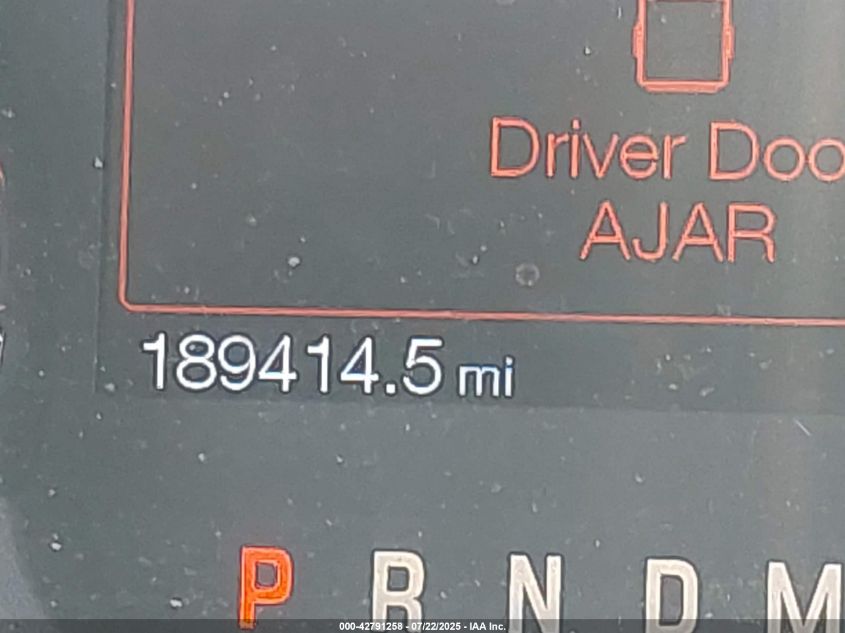 Driver Doo
AJAR
189414.5 mi
P R N D M
000-42791258 - 07/22/2025 - IAA Inc.